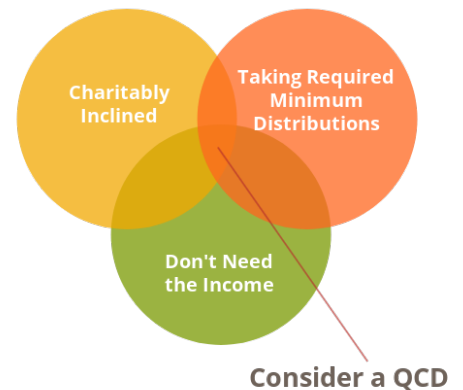 Charitably
Inclined
Taking Required
Minimum
Distributions
Don't Need
the Income
Consider a QCD